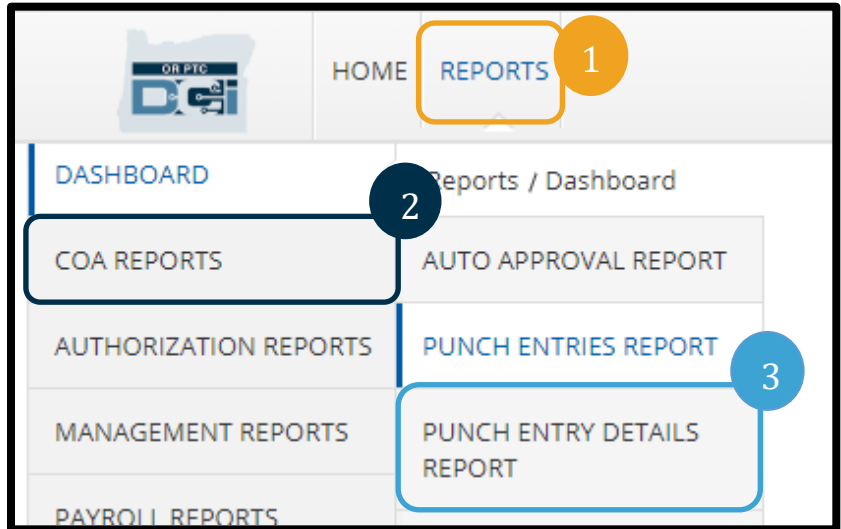 OR PTC
DCi
HOME
REPORTS
1
DASHBOARD
Reports / Dashboard
2
COA REPORTS
AUTO APPROVAL REPORT
AUTHORIZATION REPORTS
PUNCH ENTRIES REPORT
3
MANAGEMENT REPORTS
PUNCH ENTRY DETAILS
REPORT
PAYROLL REPORTS